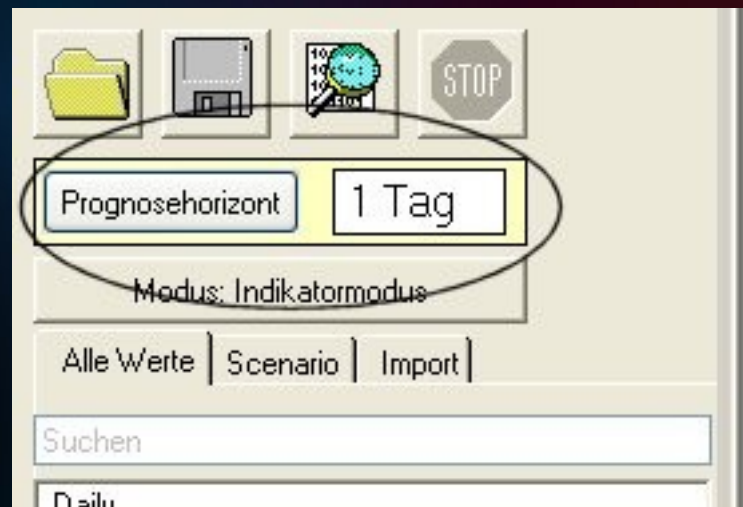 STOP
Prognosehorizont 1 Tag
Modus: Indikatormodus
Alle Werte Scenario Import
Suchen
Daily